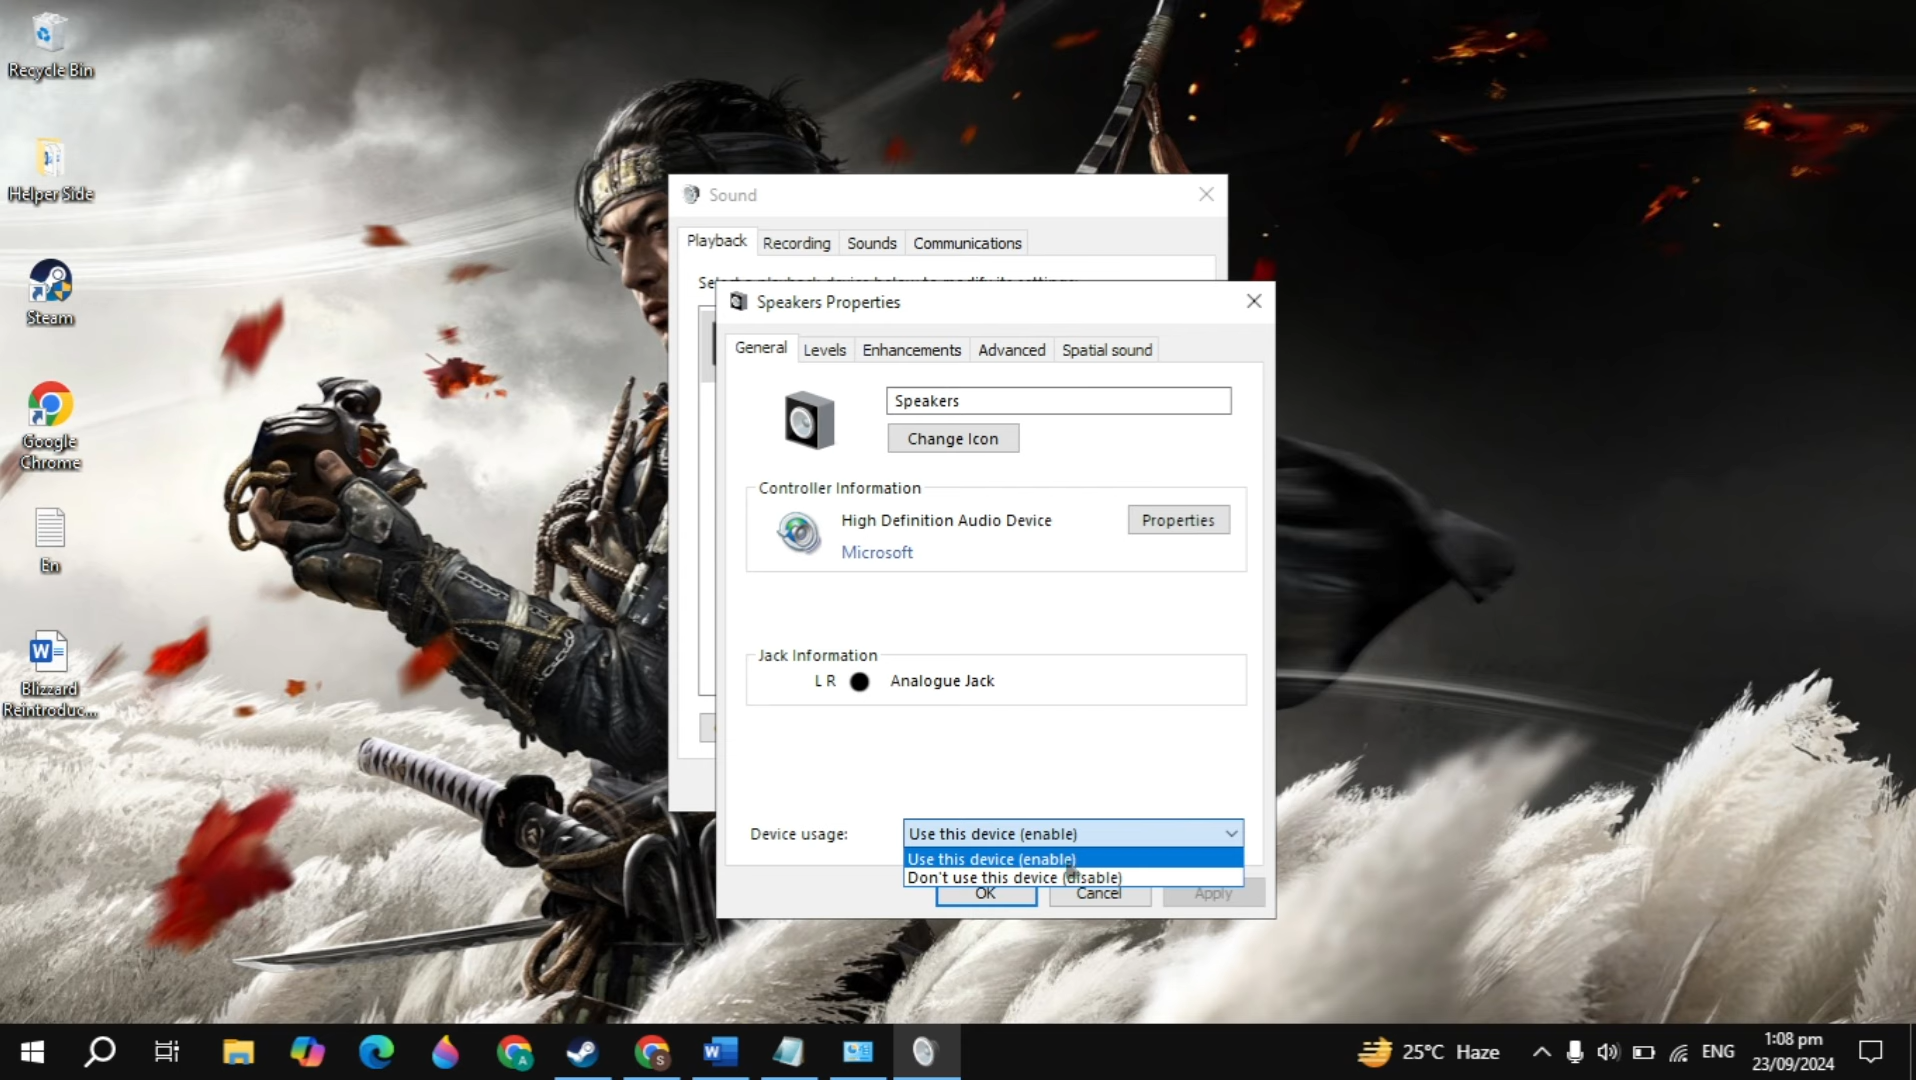 Recycle Bin
Helper Side
Steam
Google
Chrome
En
Blizzard
Reintroduc...
Sound
Playback
Recording
Sounds
Communications
Select a playback device below to modify its settings:
Speakers Properties
General
Levels
Enhancements
Advanced
Spatial sound
Speakers
Change Icon
Controller Information
High Definition Audio Device
Properties
Microsoft
Jack Information
L R
Analogue Jack
Device usage:
Use this device (enable)
Use this device (enable)
Don't use this device (disable)
OK
Cancel
Apply
25°C Haze
ENG
1:08 pm
23/09/2024